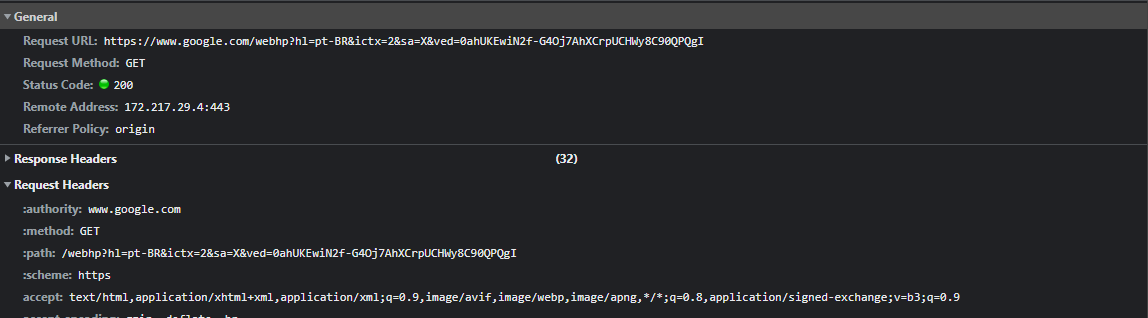 General
Request URL: https://www.google.com/webhp?hl=pt-BR&ictx=2&sa=X&ved=0ahUKEwiN2f-G4Oj7AhXCrpUCHWy8C90QPQgI
Request Method: GET
Status Code: 200
Remote Address: 172.217.29.4:443
Referrer Policy: origin
Response Headers (32)
Request Headers
:authority: www.google.com
:method: GET
:path: /webhp?hl=pt-BR&ictx=2&sa=X&ved=0ahUKEwiN2f-G4Oj7AhXCrpUCHWy8C90QPQgI
:scheme: https
accept: text/html,application/xhtml+xml,application/xml;q=0.9,image/avif,image/webp,image/apng,*/*;q=0.8,application/signed-exchange;v=b3;q=0.9